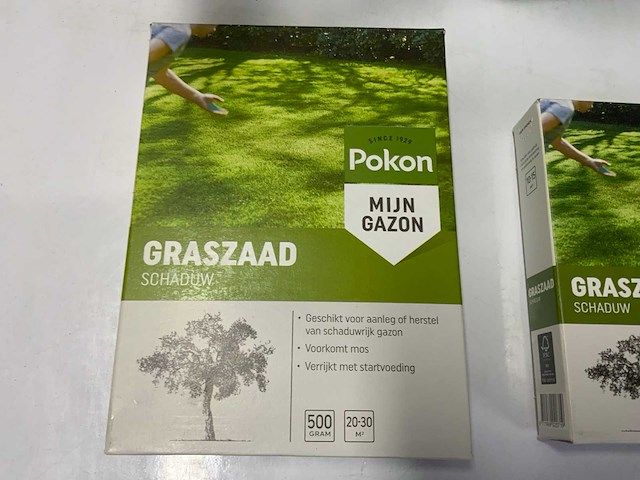 SINCE 1929
Pokon
MIJN
GAZON
GRASZAAD
SCHADUW
• Geschikt voor aanleg of herstel
van schaduwrijk gazon
• Voorkomt mos
• Verrijkt met startvoeding
500
GRAM
20-30
M²
GRASZAAD
GRASZ
SCHADUW
FSC